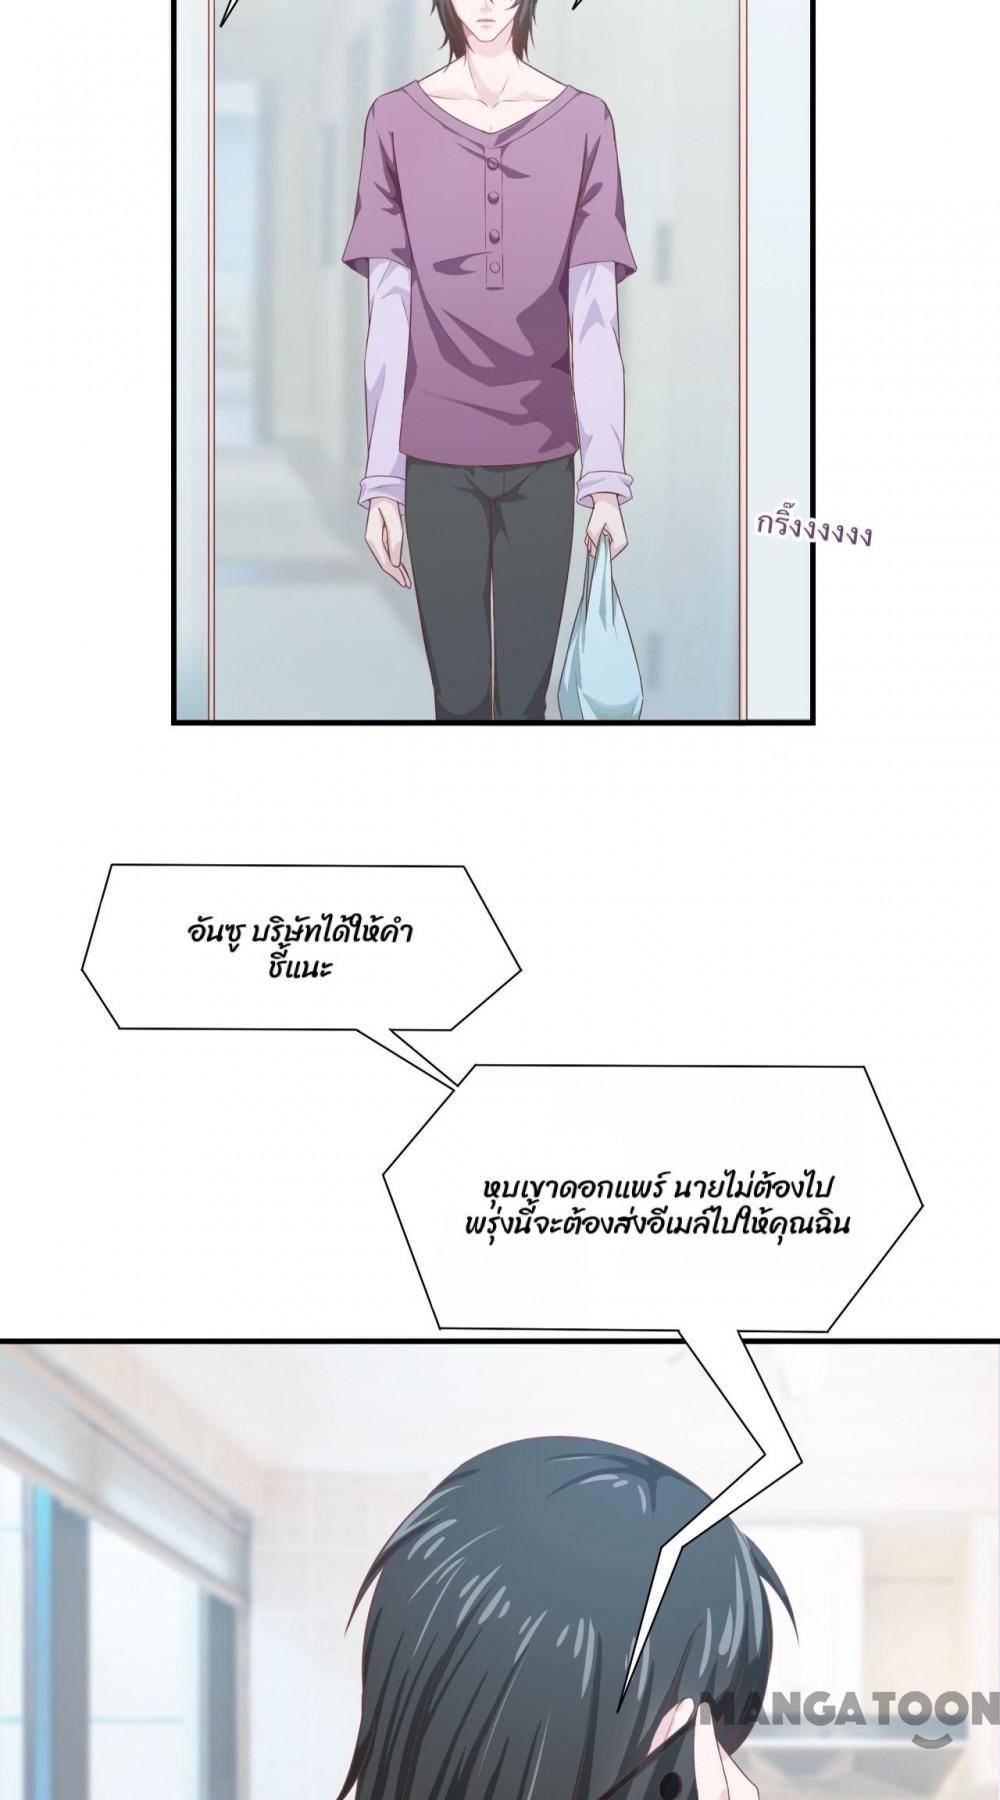 กริ๊งงงงงงง
อันซู บริษัทได้ให้คำ
ชี้แนะ
หุบเขาดอกแพร์ นายไม่ต้องไป
พรุ่งนี้จะต้องส่งอีเมล์ไปให้คุณฉิน
MANGATOON